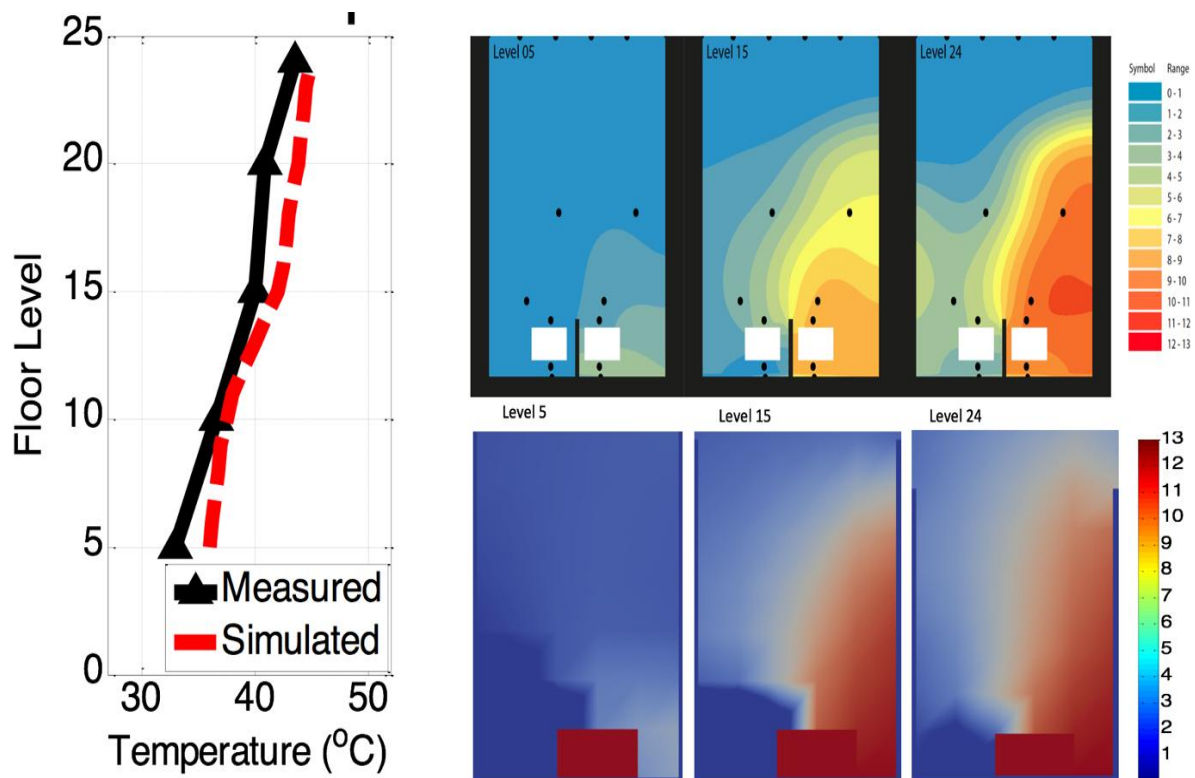 25
20
15
10
5
0
Floor Level
Measured
Simulated
30 40 50
Temperature (ºC)
Level 05
Level 15
Level 24
Symbol Range
0 - 1
1 - 2
2 - 3
3 - 4
4 - 5
5 - 6
6 - 7
7 - 8
8 - 9
9 - 10
10 - 11
11 - 12
12 - 13
Level 5
Level 15
Level 24
13
12
11
10
9
8
7
6
5
4
3
2
1